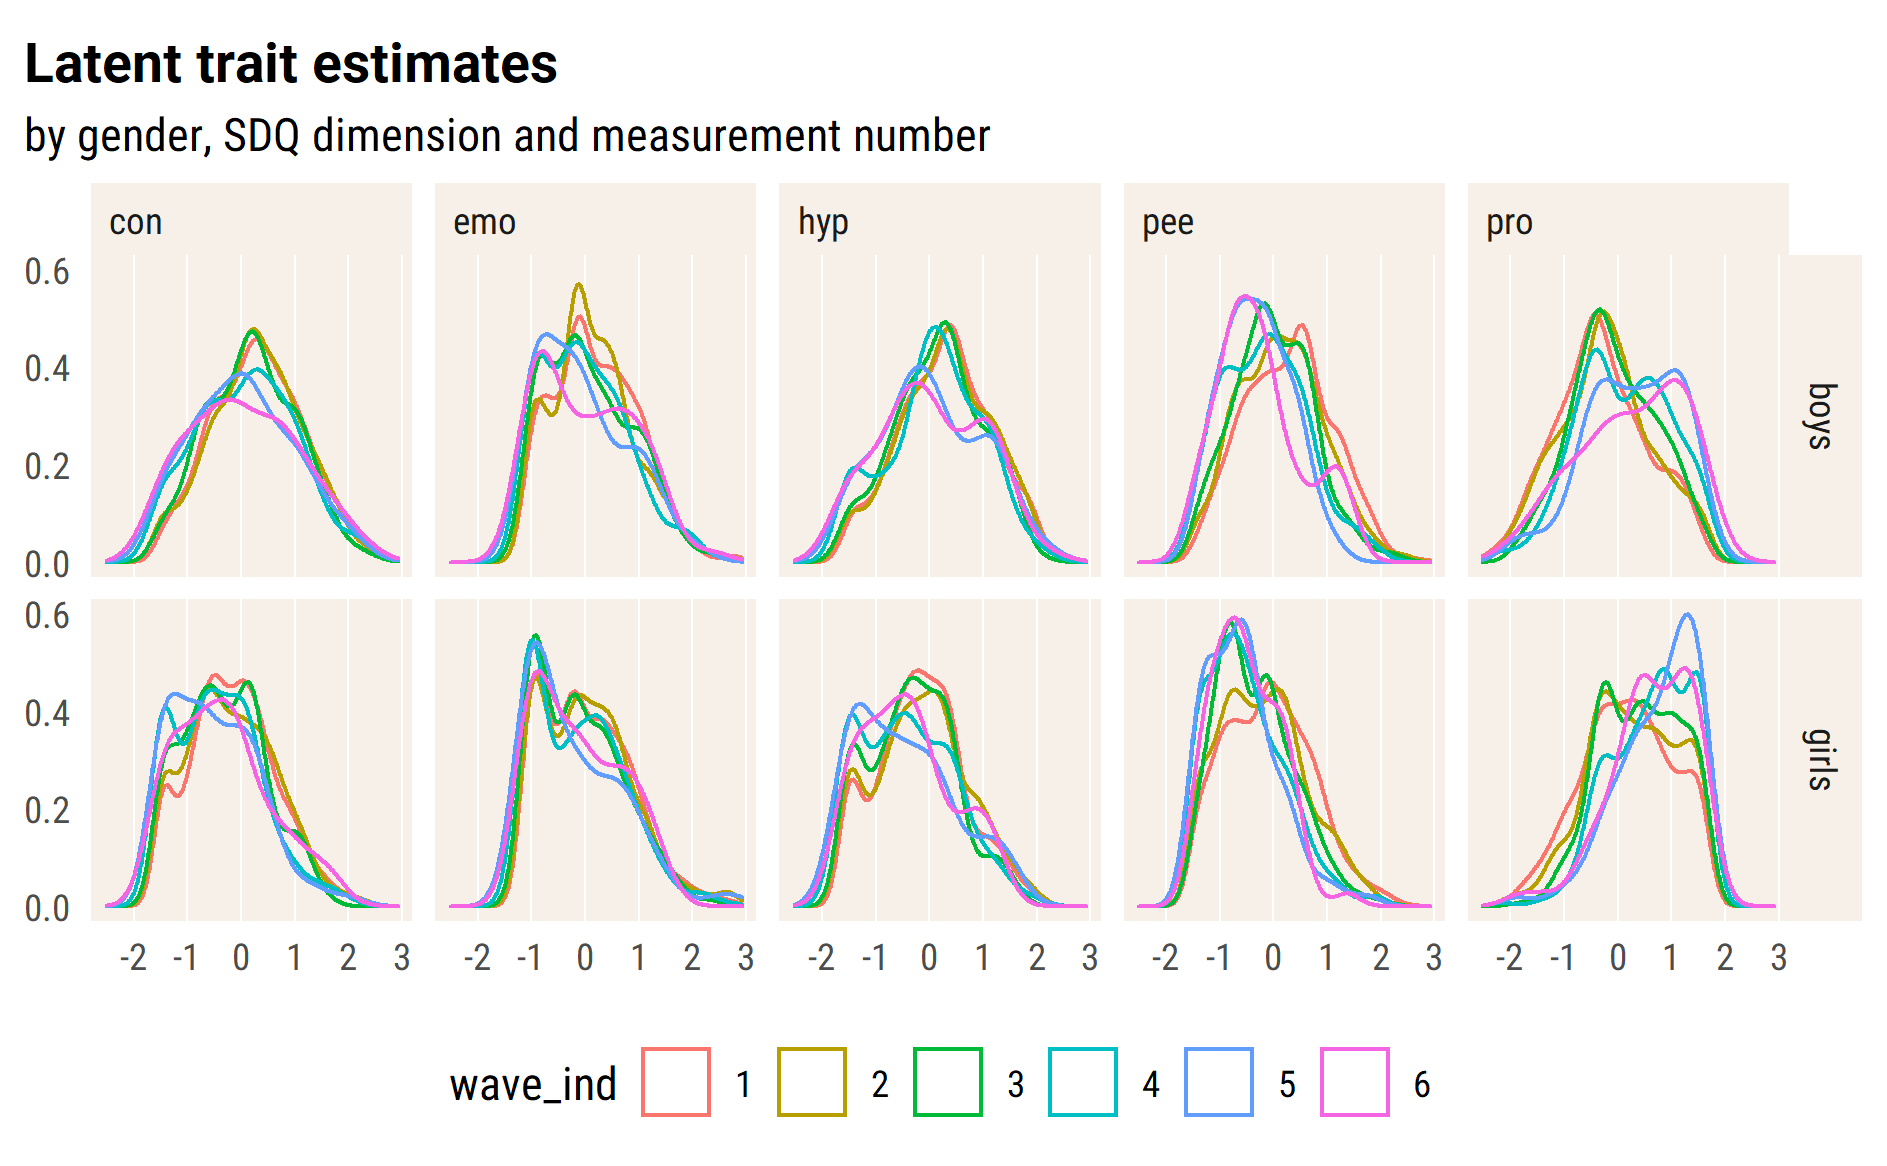 Latent trait estimates
by gender, SDQ dimension and measurement number
con emo hyp pee pro
0.6
0.4
0.2
0.0
boys
0.6
0.4
0.2
0.0
girls
-2 -1 0 1 2 3 -2 -1 0 1 2 3 -2 -1 0 1 2 3 -2 -1 0 1 2 3 -2 -1 0 1 2 3
wave_ind 1 2 3 4 5 6